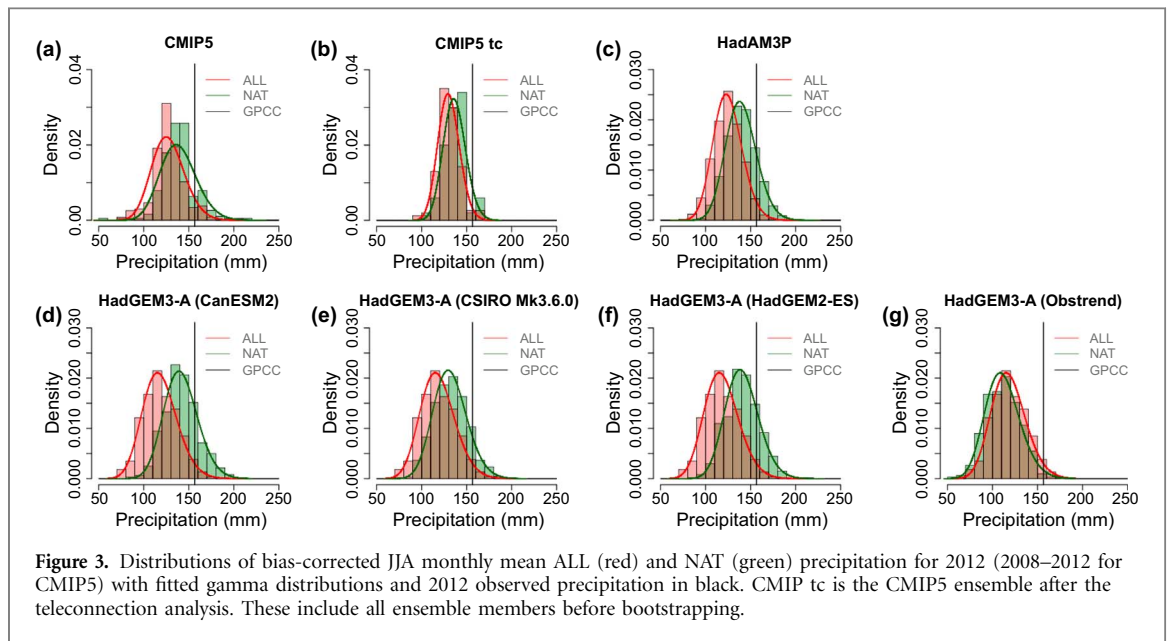 (a)
CMIP5
Density
0.00
0.02
0.04
ALL
NAT
GPCC
50 100 150 200 250
Precipitation (mm)
(b)
CMIP5 tc
Density
0.00
0.02
0.04
ALL
NAT
GPCC
50 100 150 200 250
Precipitation (mm)
(c)
HadAM3P
Density
0.000
0.010
0.020
0.030
ALL
NAT
GPCC
50 100 150 200 250
Precipitation (mm)
(d)
HadGEM3-A (CanESM2)
Density
0.000
0.010
0.020
0.030
ALL
NAT
GPCC
50 100 150 200 250
Precipitation (mm)
(e)
HadGEM3-A (CSIRO Mk3.6.0)
Density
0.000
0.010
0.020
0.030
ALL
NAT
GPCC
50 100 150 200 250
Precipitation (mm)
(f)
HadGEM3-A (HadGEM2-ES)
Density
0.000
0.010
0.020
0.030
ALL
NAT
GPCC
50 100 150 200 250
Precipitation (mm)
(g)
HadGEM3-A (Obstrend)
Density
0.000
0.010
0.020
0.030
ALL
NAT
GPCC
50 100 150 200 250
Precipitation (mm)
Figure 3. Distributions of bias-corrected JJA monthly mean ALL (red) and NAT (green) precipitation for 2012 (2008–2012 for
CMIP5) with fitted gamma distributions and 2012 observed precipitation in black. CMIP tc is the CMIP5 ensemble after the
teleconnection analysis. These include all ensemble members before bootstrapping.